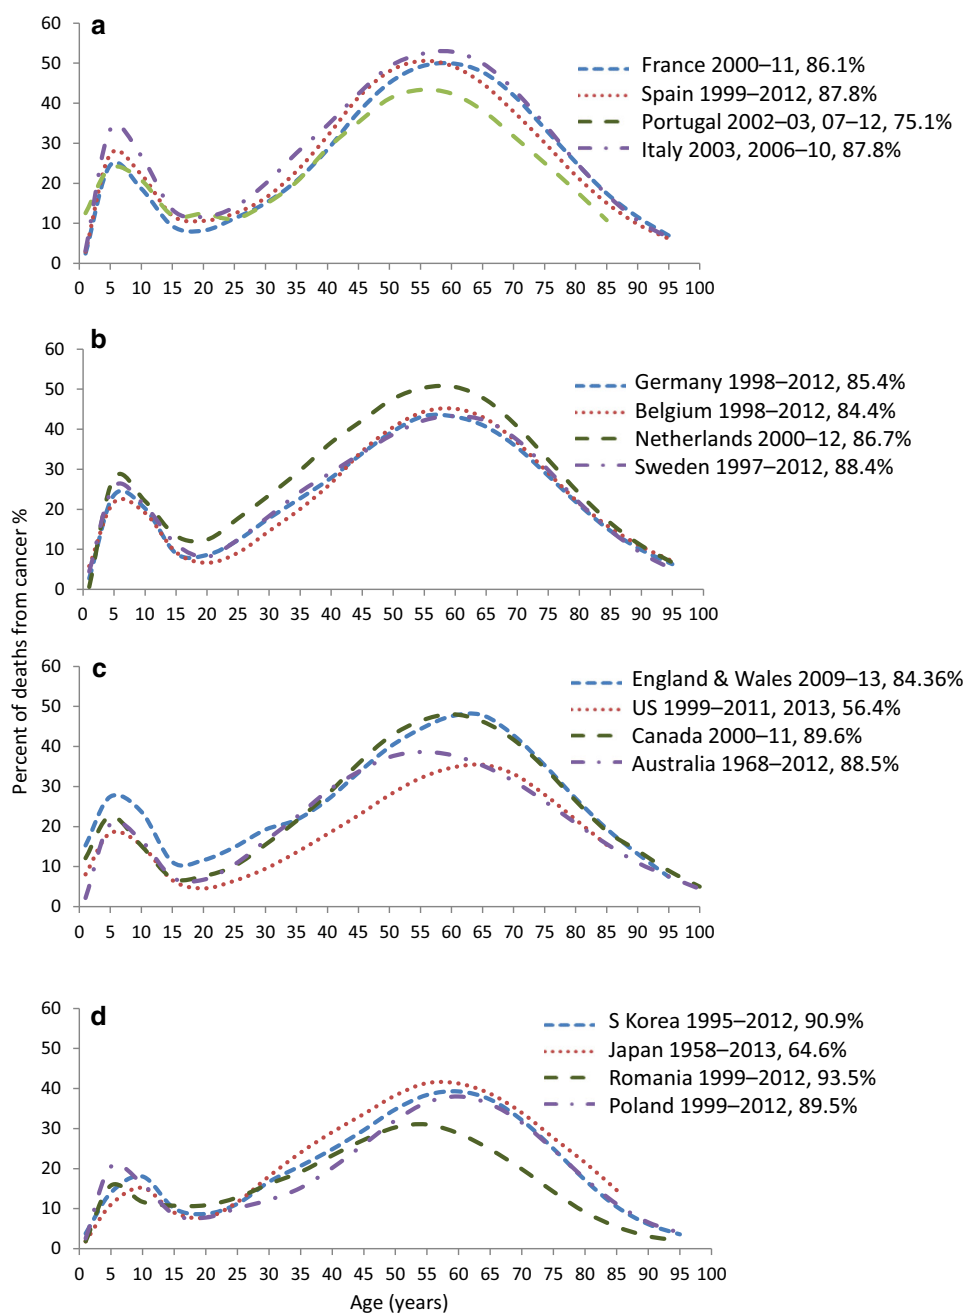 a
60
50
40
30
20
10
0
0 5 10 15 20 25 30 35 40 45 50 55 60 65 70 75 80 85 90 95 100
France 2000–11, 86.1%
Spain 1999–2012, 87.8%
Portugal 2002–03, 07–12, 75.1%
Italy 2003, 2006–10, 87.8%
b
60
50
40
30
20
10
0
0 5 10 15 20 25 30 35 40 45 50 55 60 65 70 75 80 85 90 95 100
Germany 1998–2012, 85.4%
Belgium 1998–2012, 84.4%
Netherlands 2000–12, 86.7%
Sweden 1997–2012, 88.4%
Percent of deaths from cancer %
c
60
50
40
30
20
10
0
0 5 10 15 20 25 30 35 40 45 50 55 60 65 70 75 80 85 90 95 100
England & Wales 2009–13, 84.36%
US 1999–2011, 2013, 56.4%
Canada 2000–11, 89.6%
Australia 1968–2012, 88.5%
d
60
50
40
30
20
10
0
0 5 10 15 20 25 30 35 40 45 50 55 60 65 70 75 80 85 90 95 100
S Korea 1995–2012, 90.9%
Japan 1958–2013, 64.6%
Romania 1999–2012, 93.5%
Poland 1999–2012, 89.5%
Age (years)